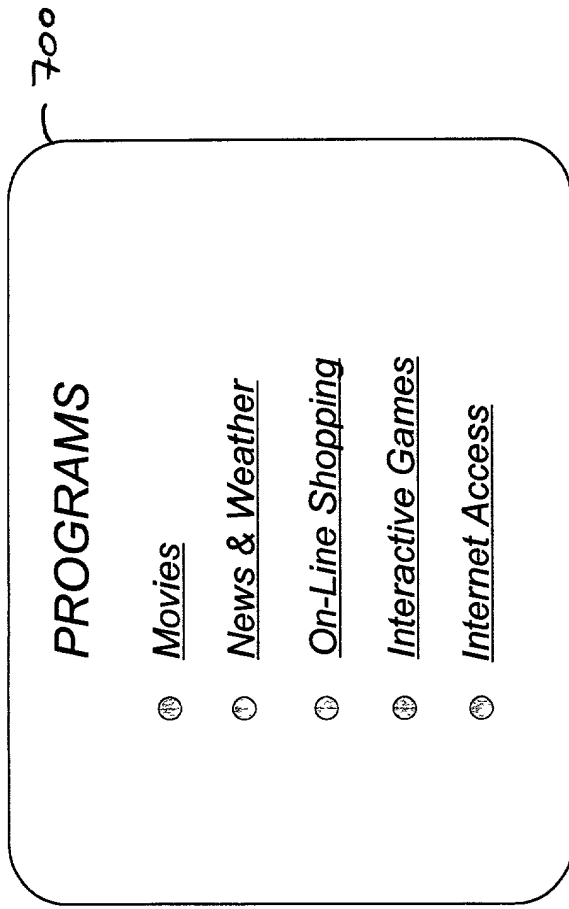 700
PROGRAMS
Movies
News & Weather
On-Line Shopping
Interactive Games
Internet Access